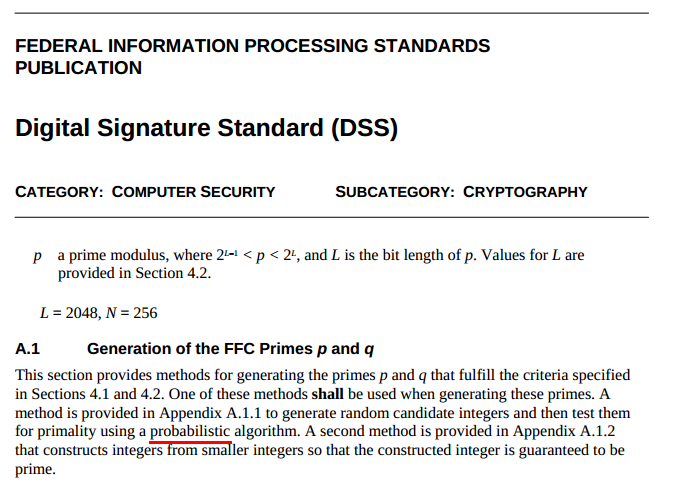 FEDERAL INFORMATION PROCESSING STANDARDS
PUBLICATION
Digital Signature Standard (DSS)
CATEGORY: COMPUTER SECURITY SUBCATEGORY: CRYPTOGRAPHY
p a prime modulus, where 2^{L–1} < p < 2^L, and L is the bit length of p. Values for L are
provided in Section 4.2.
L = 2048, N = 256
A.1 Generation of the FFC Primes p and q
This section provides methods for generating the primes p and q that fulfill the criteria specified
in Sections 4.1 and 4.2. One of these methods shall be used when generating these primes. A
method is provided in Appendix A.1.1 to generate random candidate integers and then test them
for primality using a probabilistic algorithm. A second method is provided in Appendix A.1.2
that constructs integers from smaller integers so that the constructed integer is guaranteed to be
prime.